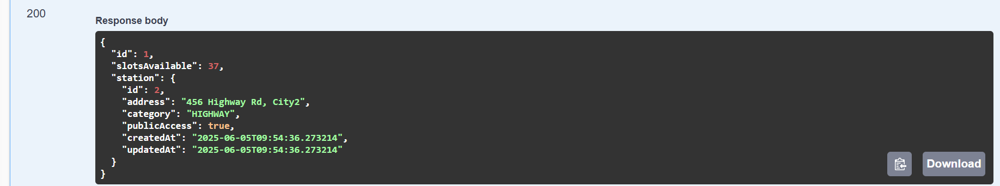 200
Response body
{
  "id": 1,
  "slotsAvailable": 37,
  "station": {
    "id": 2,
    "address": "456 Highway Rd, City2",
    "category": "HIGHWAY",
    "publicAccess": true,
    "createdAt": "2025-06-05T09:54:36.273214",
    "updatedAt": "2025-06-05T09:54:36.273214"
  }
}
Download